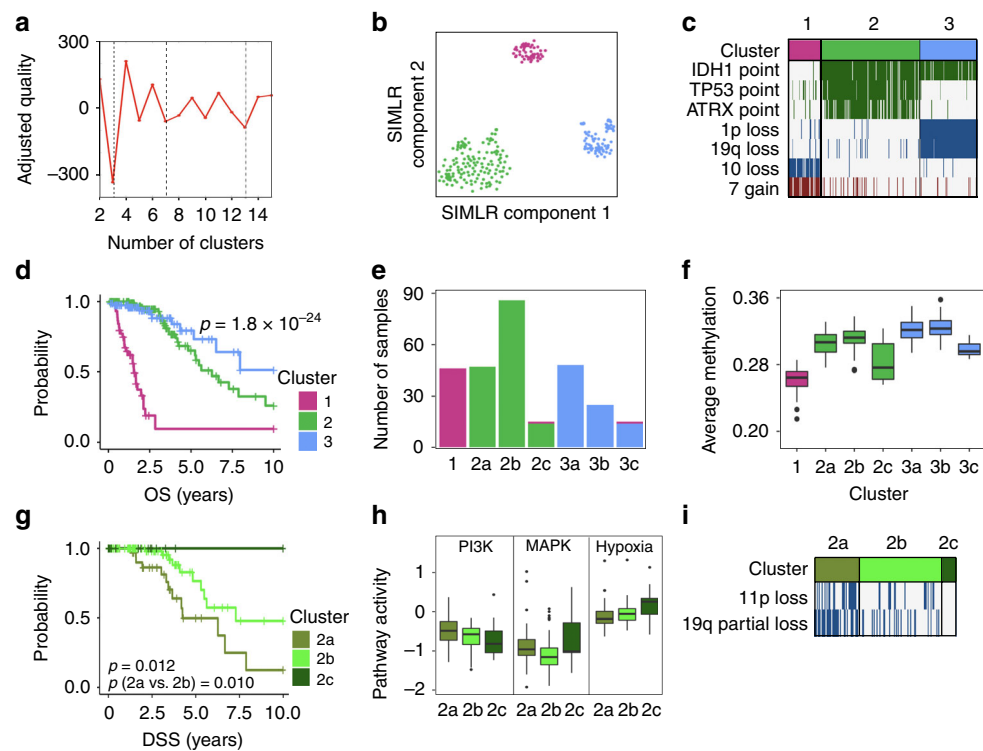 a
300
0
−300
Adjusted quality
2 4 6 8 10 12 14
Number of clusters
b
SIMLR component 2
SIMLR component 1
c
1 2 3
Cluster
IDH1 point
TP53 point
ATRX point
1p loss
19q loss
10 loss
7 gain
d
1.0
0.5
0.0
Probability
p = 1.8 × 10⁻²⁴
Cluster
1
2
3
0 2.5 5.0 7.5 10
OS (years)
e
90
60
30
0
Number of samples
1 2a 2b 2c 3a 3b 3c
f
0.36
0.28
0.20
Average methylation
1 2a 2b 2c 3a 3b 3c
Cluster
g
1.0
0.5
0.0
Probability
p = 0.012
p (2a vs. 2b) = 0.010
Cluster
2a
2b
2c
0 2.5 5.0 7.5 10.0
DSS (years)
h
PI3K MAPK Hypoxia
1
0
−1
−2
Pathway activity
2a 2b 2c 2a 2b 2c 2a 2b 2c
i
2a 2b 2c
Cluster
11p loss
19q partial loss